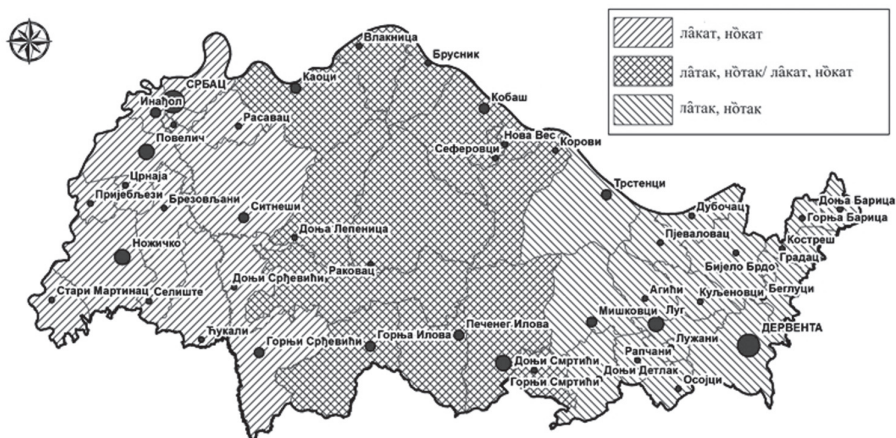 ла̑кат, но̏кат
ла̑так, но̏так/ ла̑кат, но̏кат
ла̑так, но̏так
Влакница
Брусник
СРБАЦ
Каоци
Инађол
Кобаш
Расавац
Повелич
Нова Вес
Корови
Сеферовци
Црнаја
Пријебљези
Брезовљани
Трстенци
Доња Барица
Ситнеши
Дубочац
Горња Барица
Доња Лепеница
Пјеваловац
Костреш
Ножичко
Градац
Раковац
Бијело Брдо
Доњи Срђевићи
Стари Мартинац
Селиште
Агићи
Куљеновци
Беглуци
Мишковци
Луг
Печенег Илова
Ћукали
Горња Илова
ДЕРВЕНТА
Горњи Срђевићи
Лужани
Доњи Смртићи
Рапчани
Доњи Детлак
Горњи Смртићи
Осојци